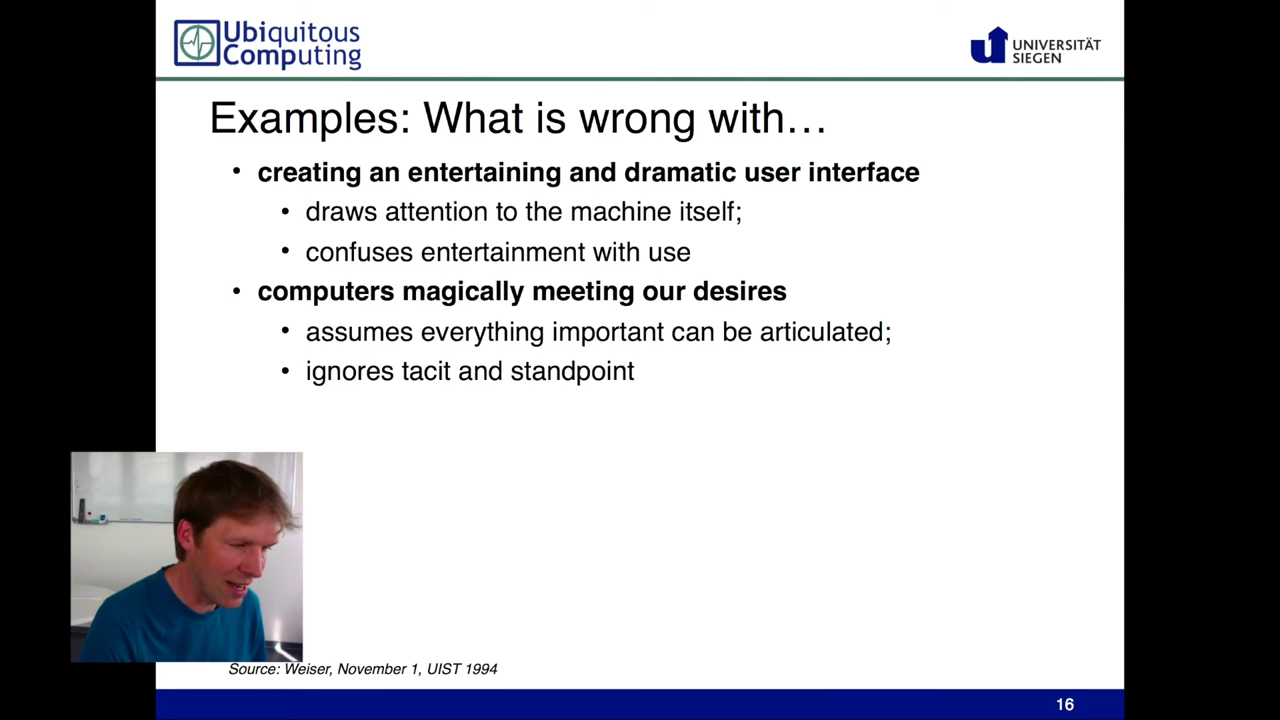 Ubiquitous
Computing
UNIVERSITÄT
SIEGEN
Examples: What is wrong with…
• creating an entertaining and dramatic user interface
• draws attention to the machine itself;
• confuses entertainment with use
• computers magically meeting our desires
• assumes everything important can be articulated;
• ignores tacit and standpoint
Source: Weiser, November 1, UIST 1994
16